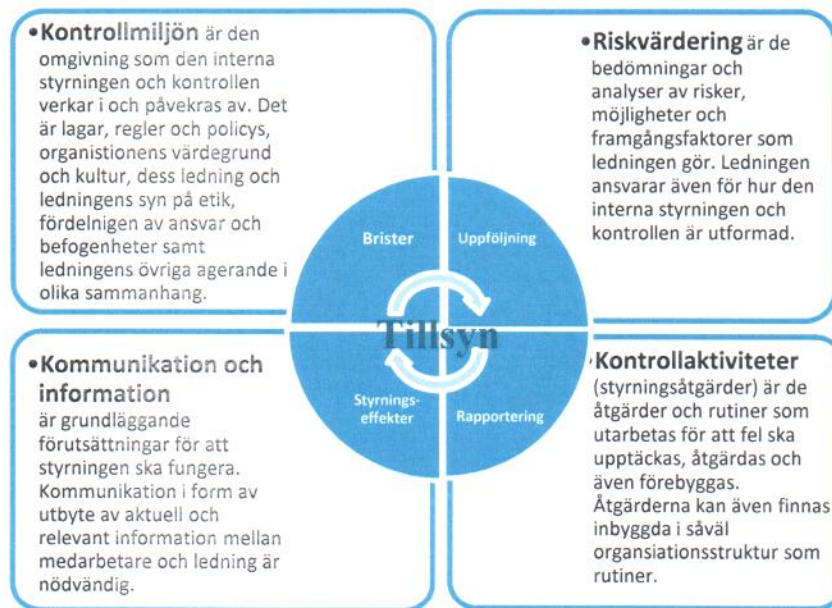 •Kontrollmiljön är den
omgivning som den interna
styrningen och kontrollen
verkar i och påvekras av. Det
är lagar, regler och policys,
organistionens värdegrund
och kultur, dess ledning och
ledningens syn på etik,
fördelnigen av ansvar och
befogenheter samt
ledningens övriga agerande i
olika sammanhang.
•Riskvärdering är de
bedömningar och
analyser av risker,
möjligheter och
framgångsfaktorer som
ledningen gör. Ledningen
ansvarar även för hur den
interna styrningen och
kontrollen är utformad.
Brister
Uppföljning
Tillsyn
Styrnings-
effekter
Rapportering
•Kommunikation och
information
är grundläggande
förutsättningar för att
styrningen ska fungera.
Kommunikation i form av
utbyte av aktuell och
relevant information mellan
medarbetare och ledning är
nödvändig.
•Kontrollaktiviteter
(styrningsåtgärder) är de
åtgärder och rutiner som
utarbetas för att fel ska
upptäckas, åtgärdas och
även förebyggas.
Åtgärderna kan även finnas
inbyggda i såväl
organsiationsstruktur som
rutiner.